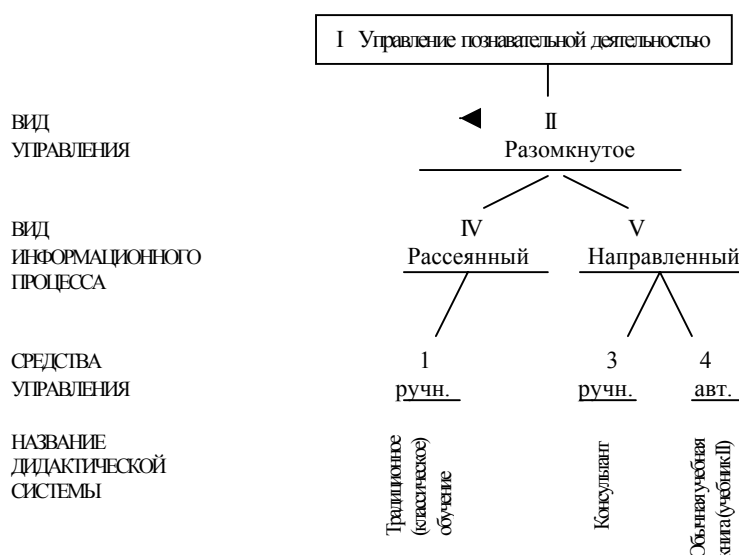 I Управление познавательной деятельностью
ВИД
УПРАВЛЕНИЯ
II
Разомкнутое
ВИД
ИНФОРМАЦИОННОГО
ПРОЦЕССА
IV
Рассеянный
V
Направленный
СРЕДСТВА
УПРАВЛЕНИЯ
1
ручн.
3
ручн.
4
авт.
НАЗВАНИЕ
ДИДАКТИЧЕСКОЙ
СИСТЕМЫ
Традиционное
(классическое)
обучение
Консультант
Обычная учебная
книга (учебник II)